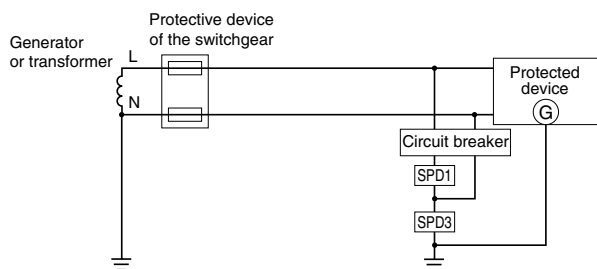 Generator
or transformer
L
N
Protective device
of the switchgear
Protected
device
G
Circuit breaker
SPD1
SPD3